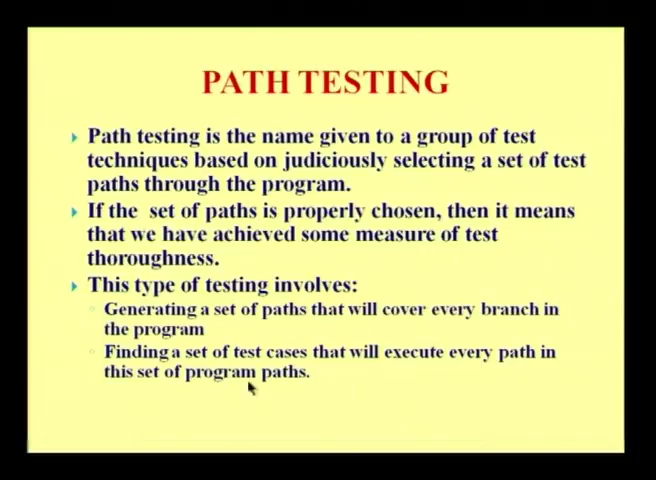 PATH TESTING
Path testing is the name given to a group of test
techniques based on judiciously selecting a set of test
paths through the program.
If the set of paths is properly chosen, then it means
that we have achieved some measure of test
thoroughness.
This type of testing involves:
Generating a set of paths that will cover every branch in
the program
Finding a set of test cases that will execute every path in
this set of program paths.